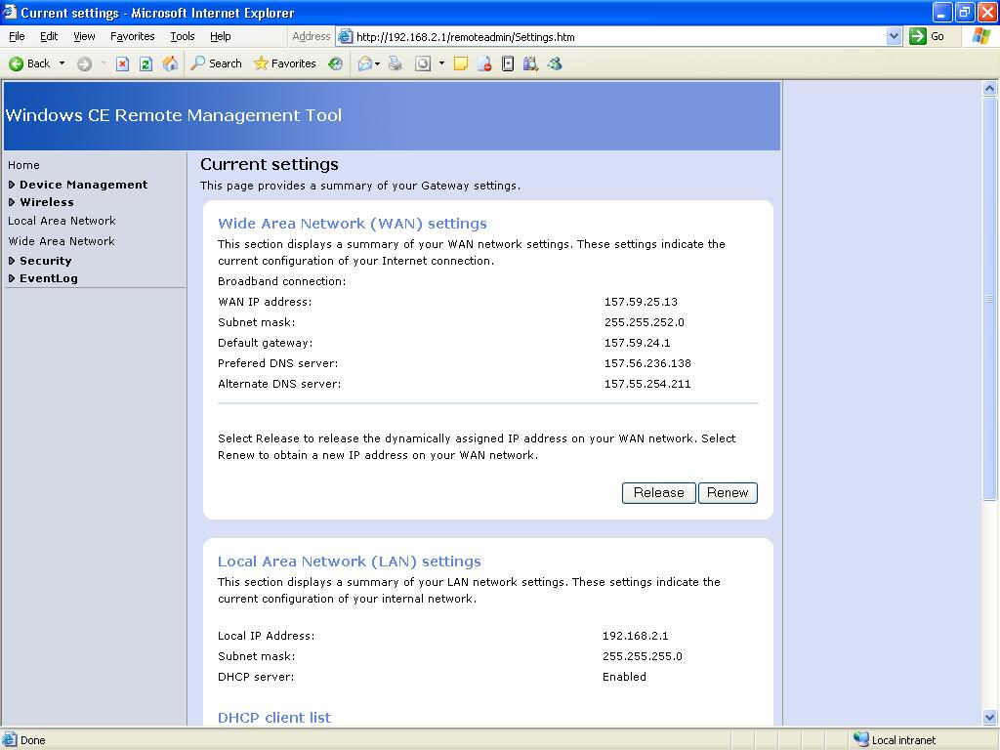 Current settings - Microsoft Internet Explorer
File Edit View Favorites Tools Help Address http://192.168.2.1/remoteadmin/Settings.htm Go
Back Search Favorites
Windows CE Remote Management Tool
Home
Device Management
Wireless
Local Area Network
Wide Area Network
Security
EventLog
Current settings
This page provides a summary of your Gateway settings.
Wide Area Network (WAN) settings
This section displays a summary of your WAN network settings. These settings indicate the
current configuration of your Internet connection.
Broadband connection:
WAN IP address: 157.59.25.13
Subnet mask: 255.255.252.0
Default gateway: 157.59.24.1
Prefered DNS server: 157.56.236.138
Alternate DNS server: 157.55.254.211
Select Release to release the dynamically assigned IP address on your WAN network. Select
Renew to obtain a new IP address on your WAN network.
Release Renew
Local Area Network (LAN) settings
This section displays a summary of your LAN network settings. These settings indicate the
current configuration of your internal network.
Local IP Address: 192.168.2.1
Subnet mask: 255.255.255.0
DHCP server: Enabled
DHCP client list
Done Local intranet